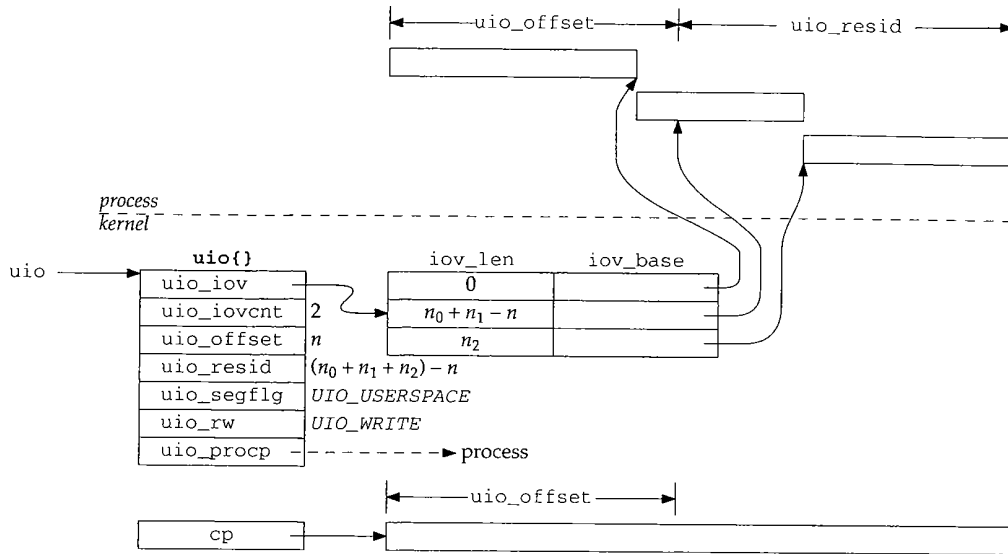 uio_offset uio_resid
process
kernel
uio{} iov_len iov_base
uio uio_iov 0
uio_iovcnt 2 n₀ + n₁ − n
uio_offset n n₂
uio_resid (n₀ + n₁ + n₂) − n
uio_segflg UIO_USERSPACE
uio_rw UIO_WRITE
uio_procp process
uio_offset
cp